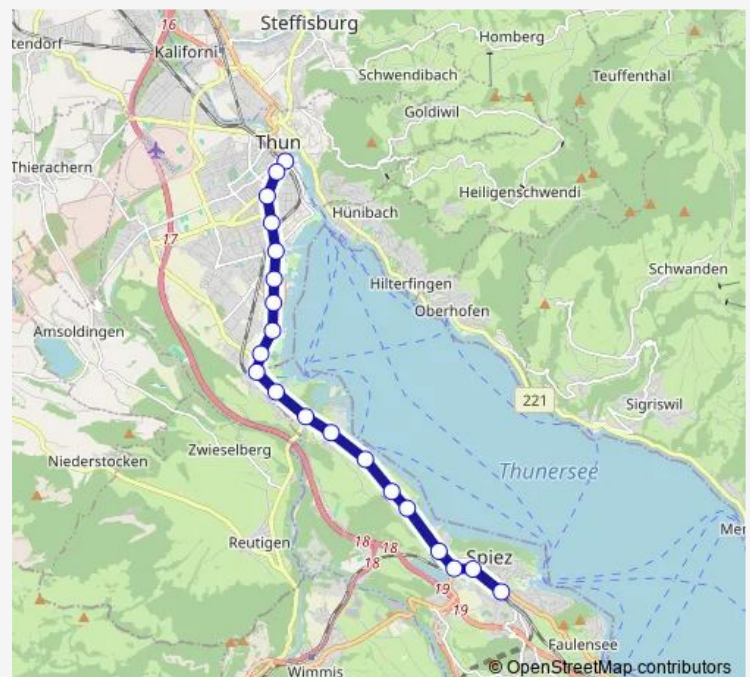 Steffisburg
16
tendorf
Kaliforni
Homberg
Schwendibach
Teuffenthal
Goldiwil
Thun
Thierachern
Heiligenschwendi
Hünibach
17
Schwanden
Hilterfingen
Oberhofen
Amsoldingen
221
Sigriswil
Zwieselberg
Niederstocken
Thunersee
Mer
Reutigen
18
18
18
Spiez
19
19
Faulensee
Wimmis
© OpenStreetMap contributors